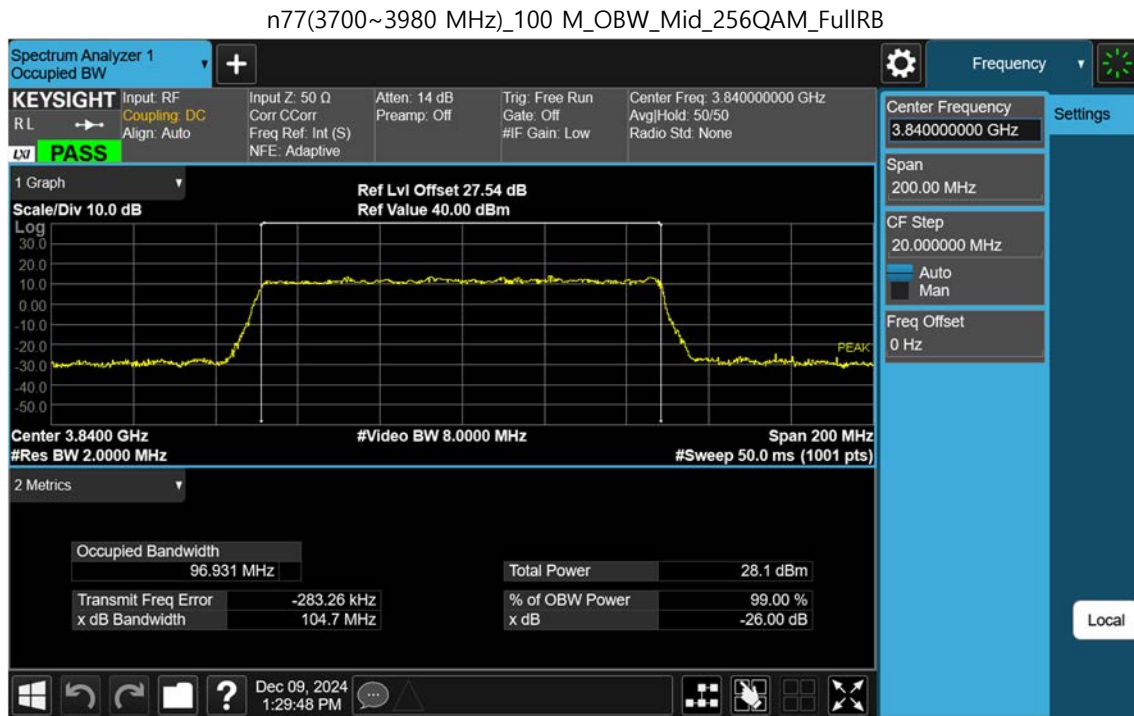 n77(3700~3980 MHz)_100 M_OBW_Mid_256QAM_FullRB
Spectrum Analyzer 1
Occupied BW
Frequency
KEYSIGHT
RL
LXI
PASS
Input: RF
Coupling: DC
Align: Auto
Input Z: 50 Ω
Corr CCorr
Freq Ref: Int (S)
NFE: Adaptive
Atten: 14 dB
Preamp: Off
Trig: Free Run
Gate: Off
#IF Gain: Low
Center Freq: 3.840000000 GHz
Avg|Hold: 50/50
Radio Std: None
Center Frequency
3.840000000 GHz
Settings
Span
200.00 MHz
CF Step
20.000000 MHz
Auto
Man
Freq Offset
0 Hz
Local
1 Graph
Scale/Div 10.0 dB
Ref Lvl Offset 27.54 dB
Ref Value 40.00 dBm
Log
30.0
20.0
10.0
0.00
-10.0
-20.0
-30.0
-40.0
-50.0
PEAK
Center 3.8400 GHz
#Res BW 2.0000 MHz
#Video BW 8.0000 MHz
Span 200 MHz
#Sweep 50.0 ms (1001 pts)
2 Metrics
Occupied Bandwidth
96.931 MHz
Total Power 28.1 dBm
Transmit Freq Error -283.26 kHz
% of OBW Power 99.00 %
x dB Bandwidth 104.7 MHz
x dB -26.00 dB
?
Dec 09, 2024
1:29:48 PM